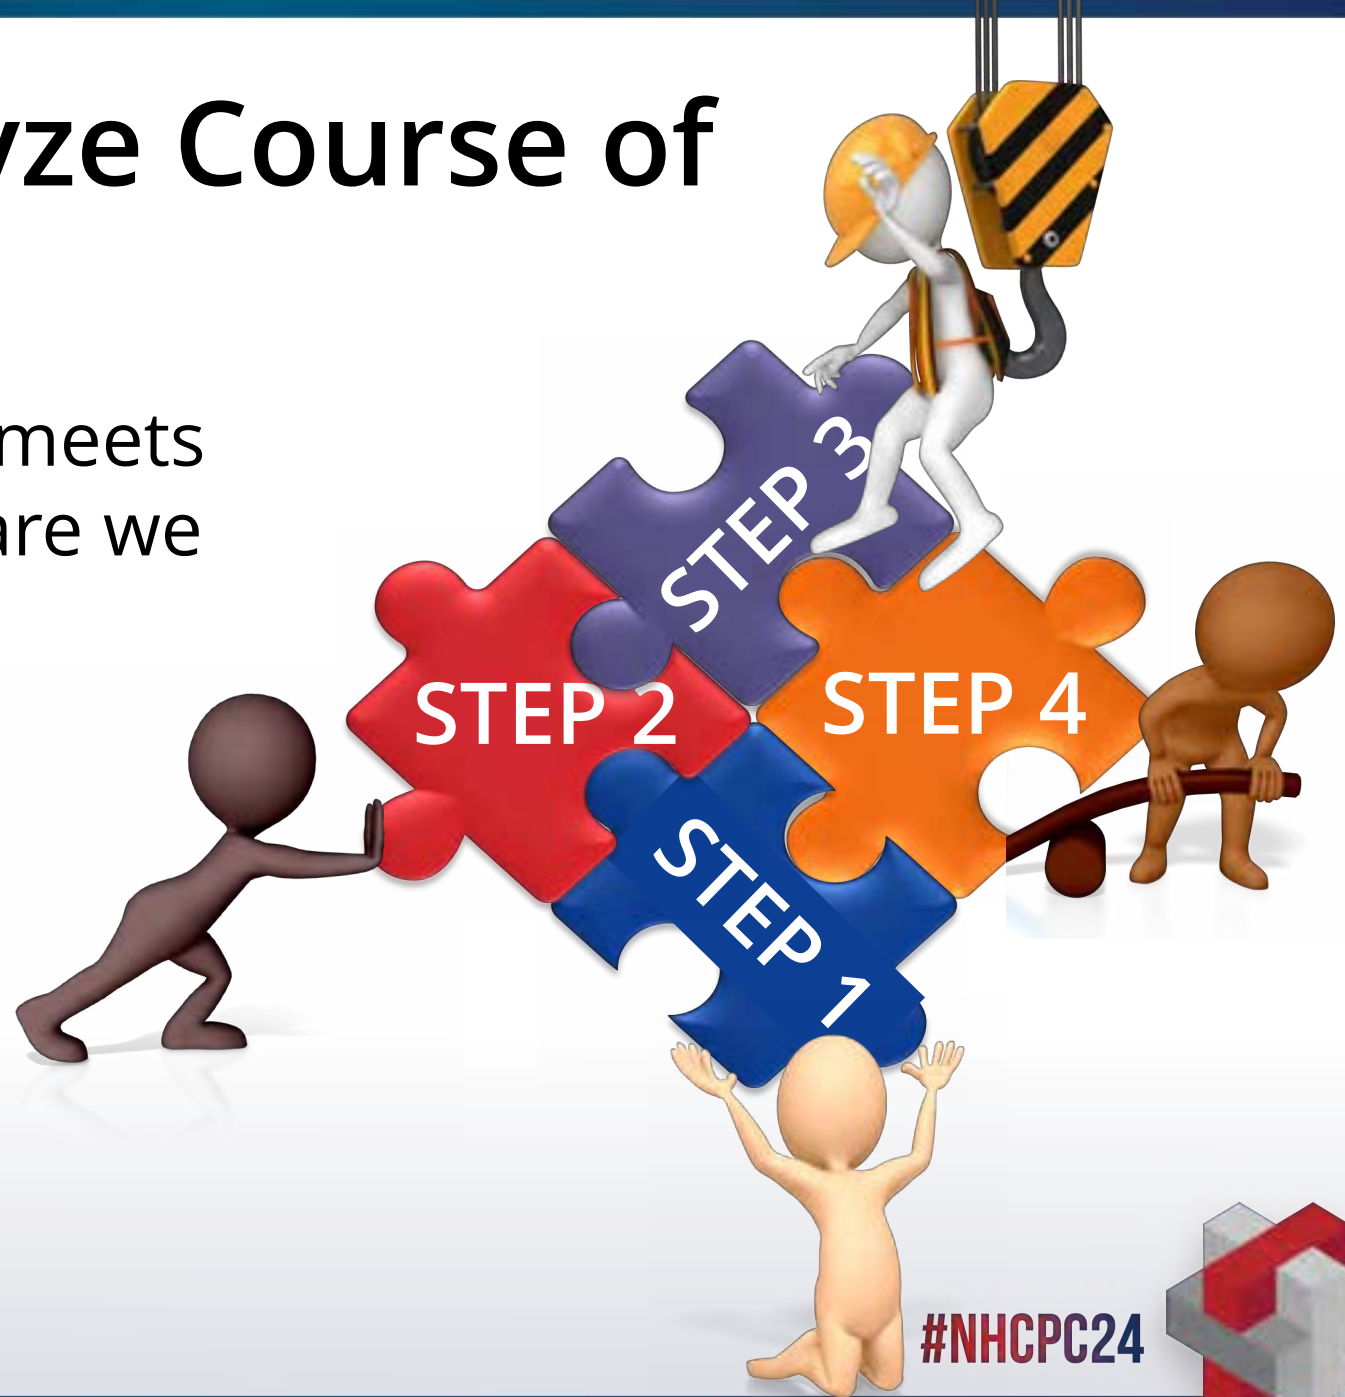 yze Course of
meets
are we
STEP 3
STEP 2
STEP 4
STEP 1
#NHCPC24